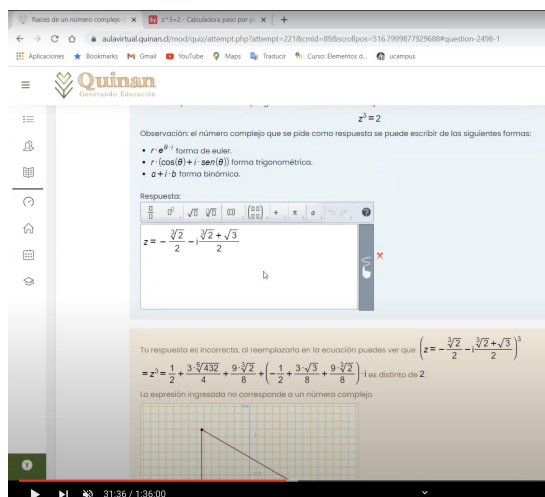 Raíces de un número complejo |
z^3=2 - Calculadora paso por p
aulavirtual.quinan.cl/mod/quiz/attempt.php?attempt=221&cmid=89&scrollpos=516.7999877929688#question-2498-1
Aplicaciones Bookmarks Gmail YouTube Maps Traducir Curso: Elementos d... ucampus
Quinan
Generando Educación
z³ = 2
Observación: el número complejo que se pide como respuesta se puede escribir de las siguientes formas:
• r · e^(θ·i) forma de euler.
• r · (cos(θ) + i · sen(θ)) forma trigonométrica.
• a + i · b forma binómica.
Respuesta:
z = − ∛2/2 − i (∛2 + √3)/2
Tu respuesta es incorrecta, al reemplazarla en la ecuación puedes ver que (z = − ∛2/2 − i (∛2 + √3)/2)³
= z³ = 1/2 + 3·⁶√432/4 + 9·∛2/8 + (− 1/2 + 3·√3/8 + 9·∛2/8) · i es distinto de 2.
La expresión ingresada no corresponde a un número complejo.
31:36 / 1:36:00